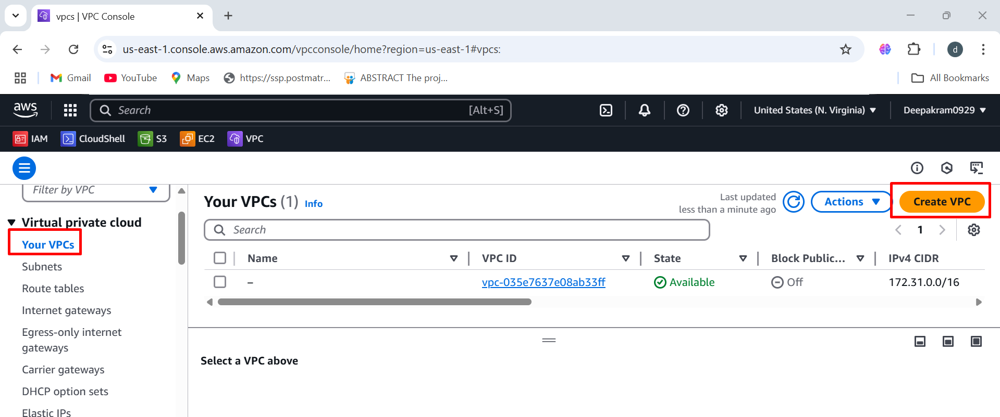 vpcs | VPC Console
us-east-1.console.aws.amazon.com/vpcconsole/home?region=us-east-1#vpcs:
d
Gmail
YouTube
Maps
https://ssp.postmatr...
ABSTRACT The proj...
All Bookmarks
aws
Search
[Alt+S]
United States (N. Virginia)
Deepakram0929
IAM
CloudShell
S3
EC2
VPC
Filter by VPC
Virtual private cloud
Your VPCs
Subnets
Route tables
Internet gateways
Egress-only internet
gateways
Carrier gateways
DHCP option sets
Elastic IPs
Your VPCs (1) Info
Last updated
less than a minute ago
Actions
Create VPC
Search
1
Name
VPC ID
State
Block Public...
IPv4 CIDR
–
vpc-035e7637e08ab33ff
Available
Off
172.31.0.0/16
Select a VPC above